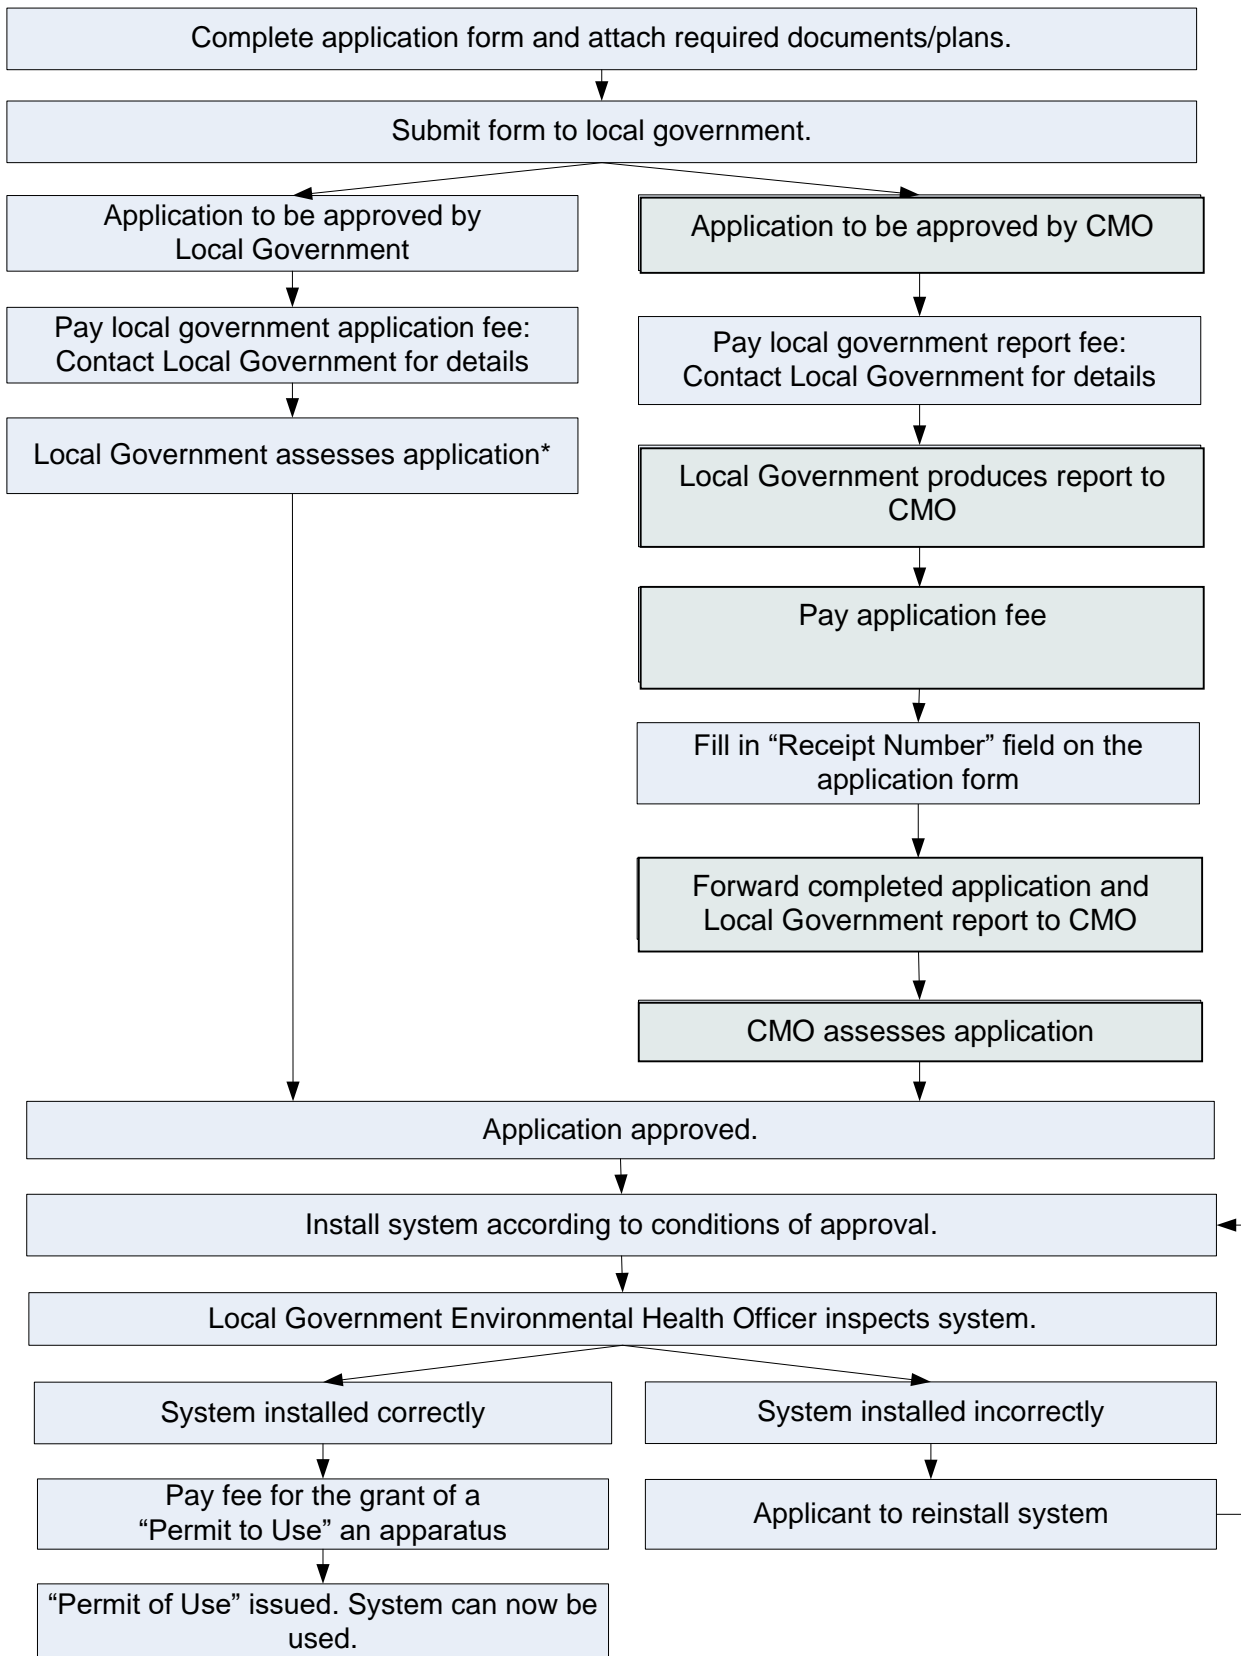 Complete application form and attach required documents/plans.
Submit form to local government.
Application to be approved by
Local Government
Pay local government application fee:
Contact Local Government for details
Local Government assesses application*
Application to be approved by CMO
Pay local government report fee:
Contact Local Government for details
Local Government produces report to
CMO
Pay application fee
Fill in “Receipt Number” field on the
application form
Forward completed application and
Local Government report to CMO
CMO assesses application
Application approved.
Install system according to conditions of approval.
Local Government Environmental Health Officer inspects system.
System installed correctly
Pay fee for the grant of a
“Permit to Use” an apparatus
“Permit of Use” issued. System can now be
used.
System installed incorrectly
Applicant to reinstall system